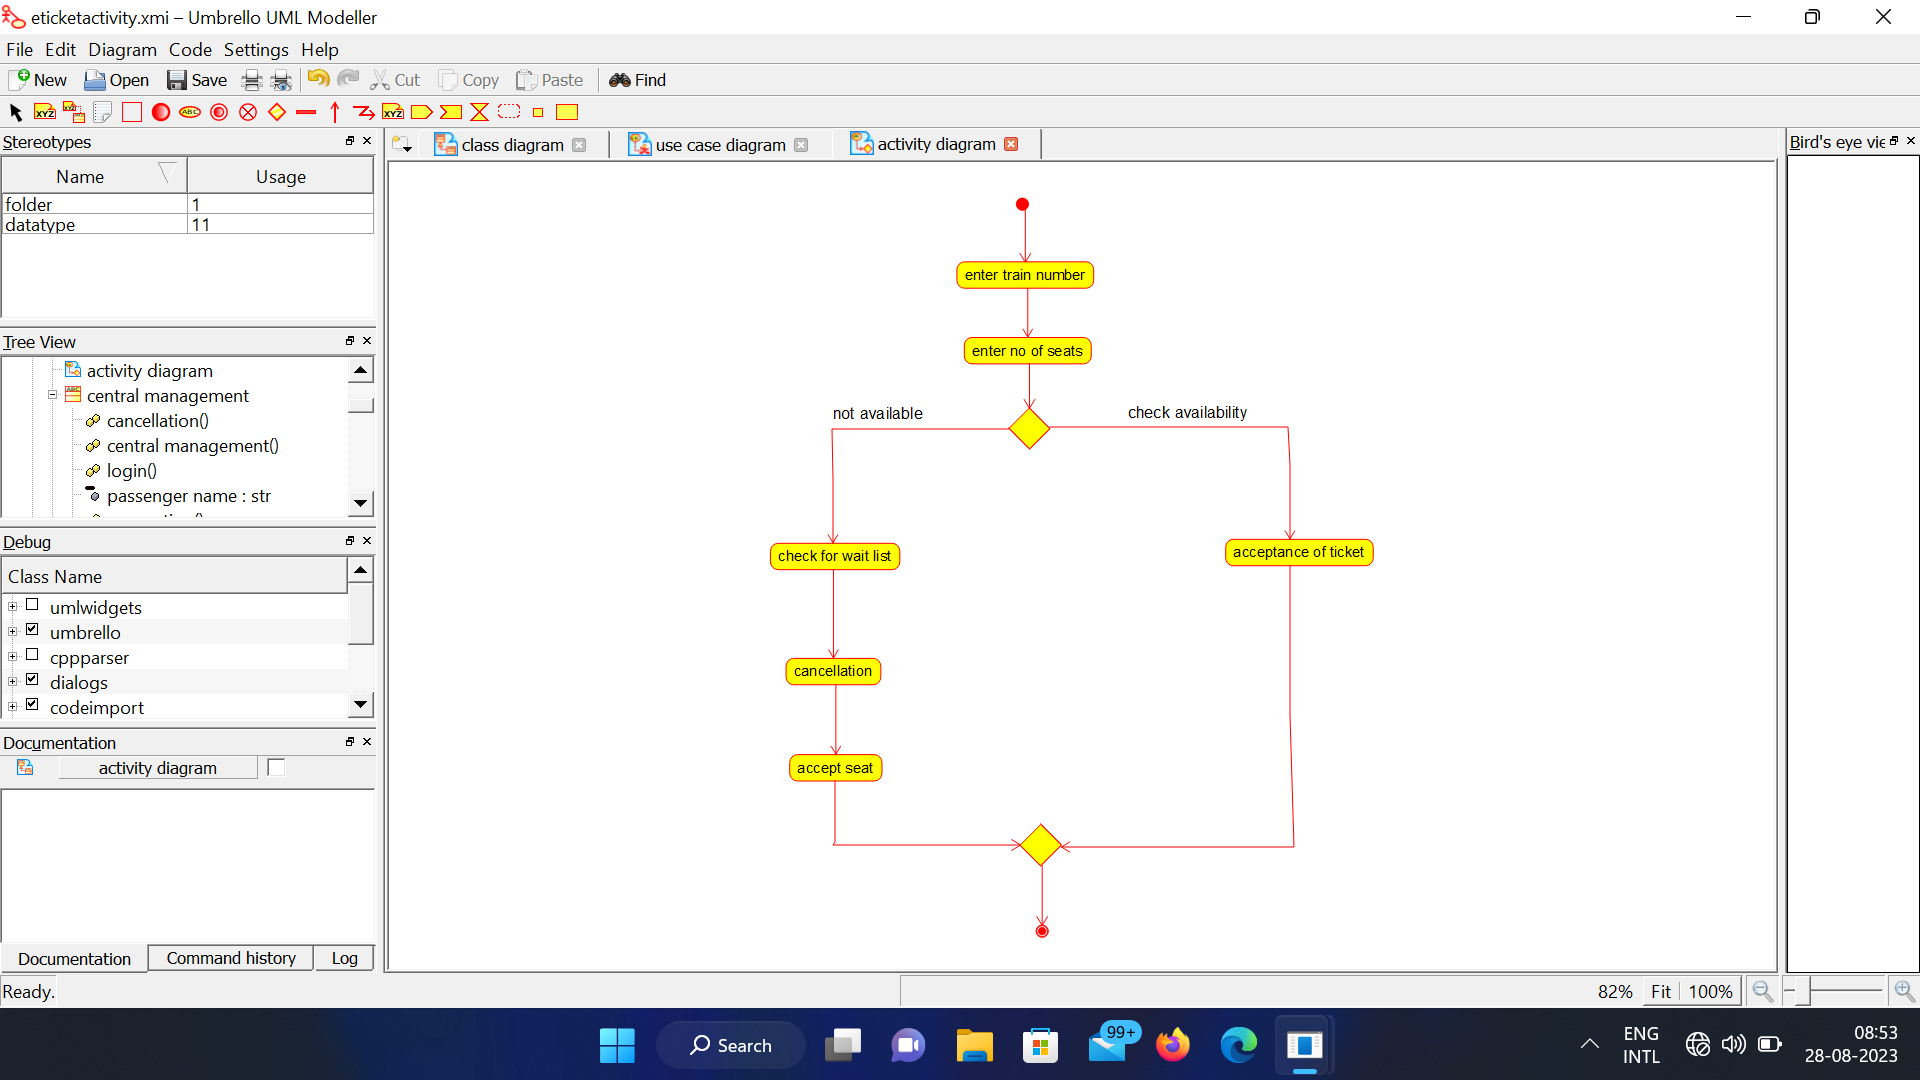 eticketactivity.xmi – Umbrello UML Modeller
File Edit Diagram Code Settings Help
New Open Save Cut Copy Paste Find
XYZ XYZ ABC XYZ
Stereotypes
Name Usage
folder 1
datatype 11
Tree View
activity diagram
central management
cancellation()
central management()
login()
passenger name : str
Debug
Class Name
umlwidgets
umbrello
cppparser
dialogs
codeimport
Documentation
activity diagram
Documentation Command history Log
class diagram use case diagram activity diagram
enter train number
enter no of seats
not available
check availability
check for wait list
acceptance of ticket
cancellation
accept seat
Bird's eye vie
Ready.
82% Fit 100%
Search
99+
ENG
INTL
08:53
28-08-2023